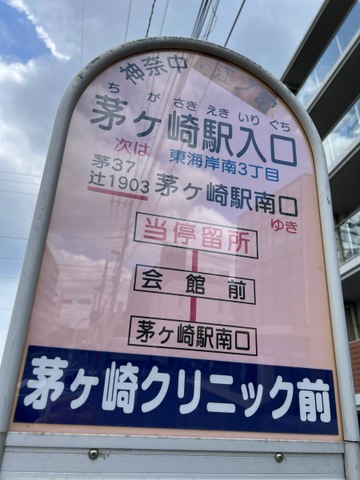 神奈中・江ノ電
ちがさきえきいりぐち
茅ヶ崎駅入口
次は 東海岸南3丁目
茅37
辻1903 茅ヶ崎駅南口
ゆき
当停留所
会館前
茅ヶ崎駅南口
茅ヶ崎クリニック前